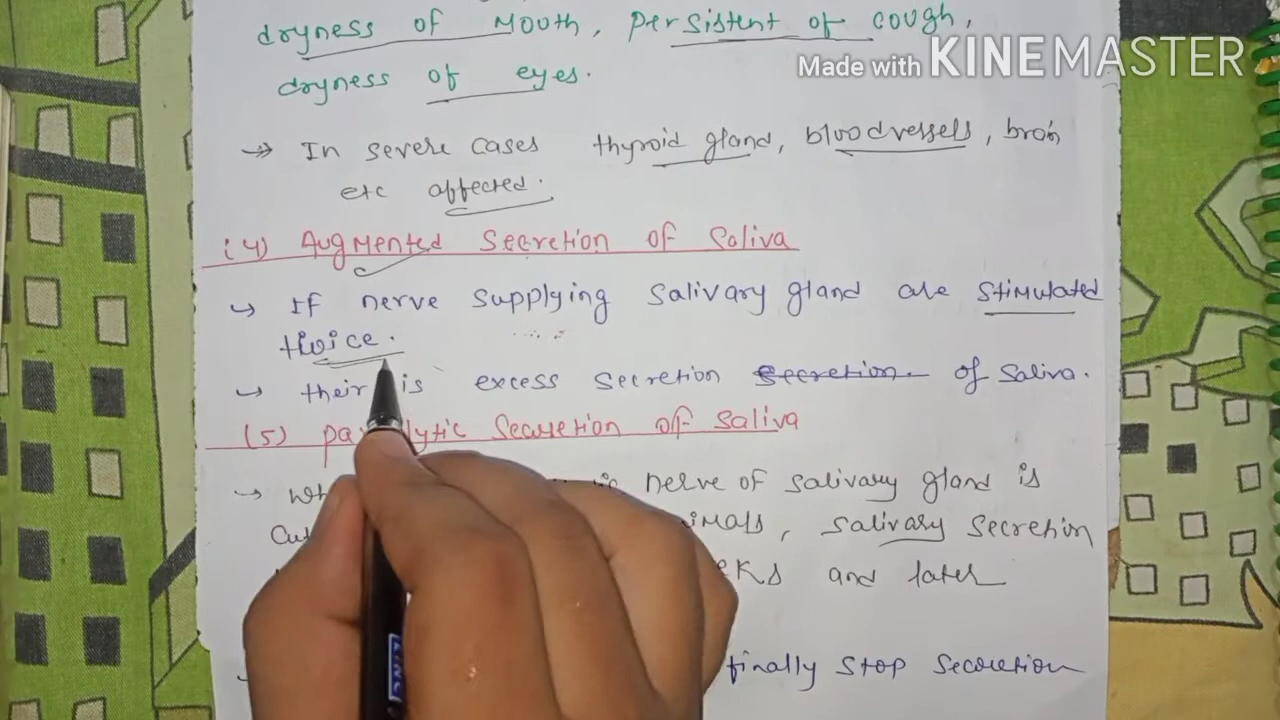 dryness of mouth, persistent of cough,
Made with KINEMASTER
dryness of eyes.
In severe cases thyroid gland, bloodvessels, brain
etc affected.
(4) Augmented Secretion of Saliva
If nerve supplying salivary gland are stimulated
twice.
their is excess secretion secretion of saliva.
(5) Secretion of saliva
nerve of salivary gland is
Cut salivary secretion
and later
finally stop secretion